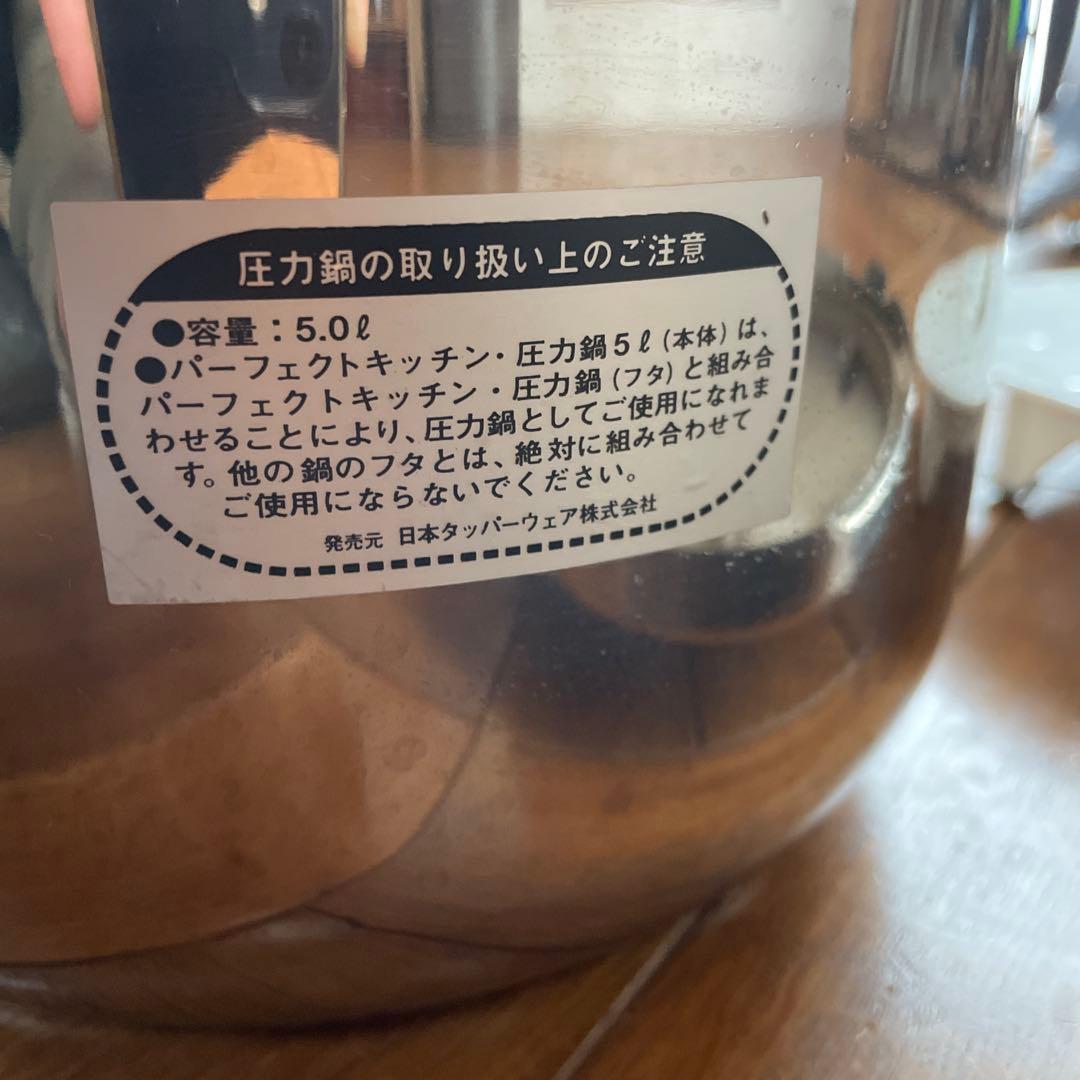 圧力鍋の取り扱い上のご注意
●容量：5.0ℓ
●パーフェクトキッチン・圧力鍋5ℓ(本体)は、
パーフェクトキッチン・圧力鍋(フタ)と組み合
わせることにより、圧力鍋としてご使用になれま
す。他の鍋のフタとは、絶対に組み合わせて
ご使用にならないでください。
発売元 日本タッパーウェア株式会社